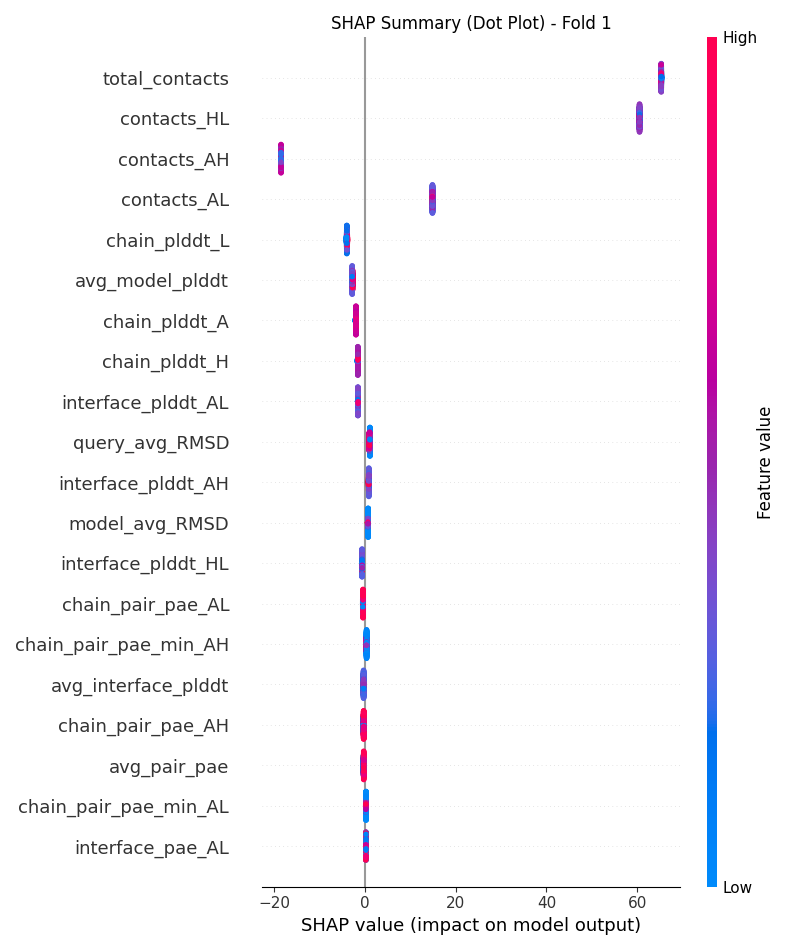 SHAP Summary (Dot Plot) - Fold 1
High
total_contacts
contacts_HL
contacts_AH
contacts_AL
chain_plddt_L
avg_model_plddt
chain_plddt_A
chain_plddt_H
interface_plddt_AL
query_avg_RMSD
interface_plddt_AH
model_avg_RMSD
interface_plddt_HL
chain_pair_pae_AL
chain_pair_pae_min_AH
avg_interface_plddt
chain_pair_pae_AH
avg_pair_pae
chain_pair_pae_min_AL
interface_pae_AL
Feature value
Low
−20 0 20 40 60
SHAP value (impact on model output)